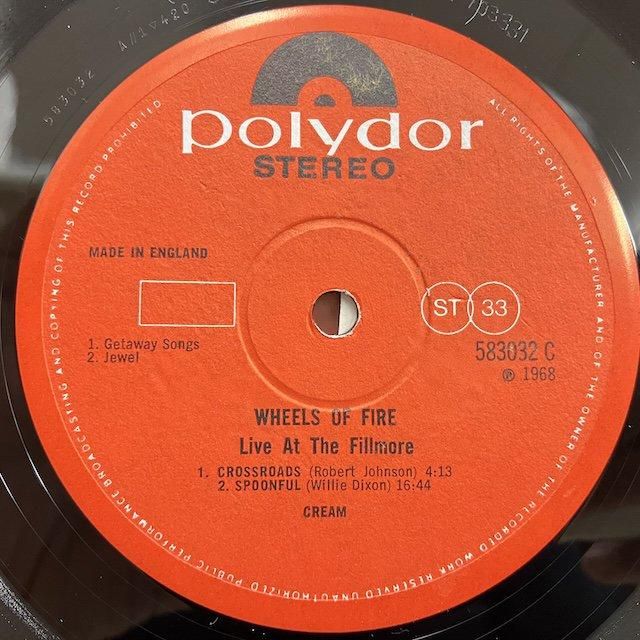 583032 A//1▽420
polydor
STEREO
MADE IN ENGLAND
ST 33
583032 C
℗ 1968
1. Getaway Songs
2. Jewel
WHEELS OF FIRE
Live At The Fillmore
1. CROSSROADS (Robert Johnson) 4:13
2. SPOONFUL (Willie Dixon) 16:44
CREAM
ALL RIGHTS OF THE MANUFACTURER AND OF THE OWNER OF THE RECORDED WORK RESERVED UNAUTHORIZED PUBLIC PERFORMANCE BROADCASTING AND COPYING OF THIS RECORD PROHIBITED